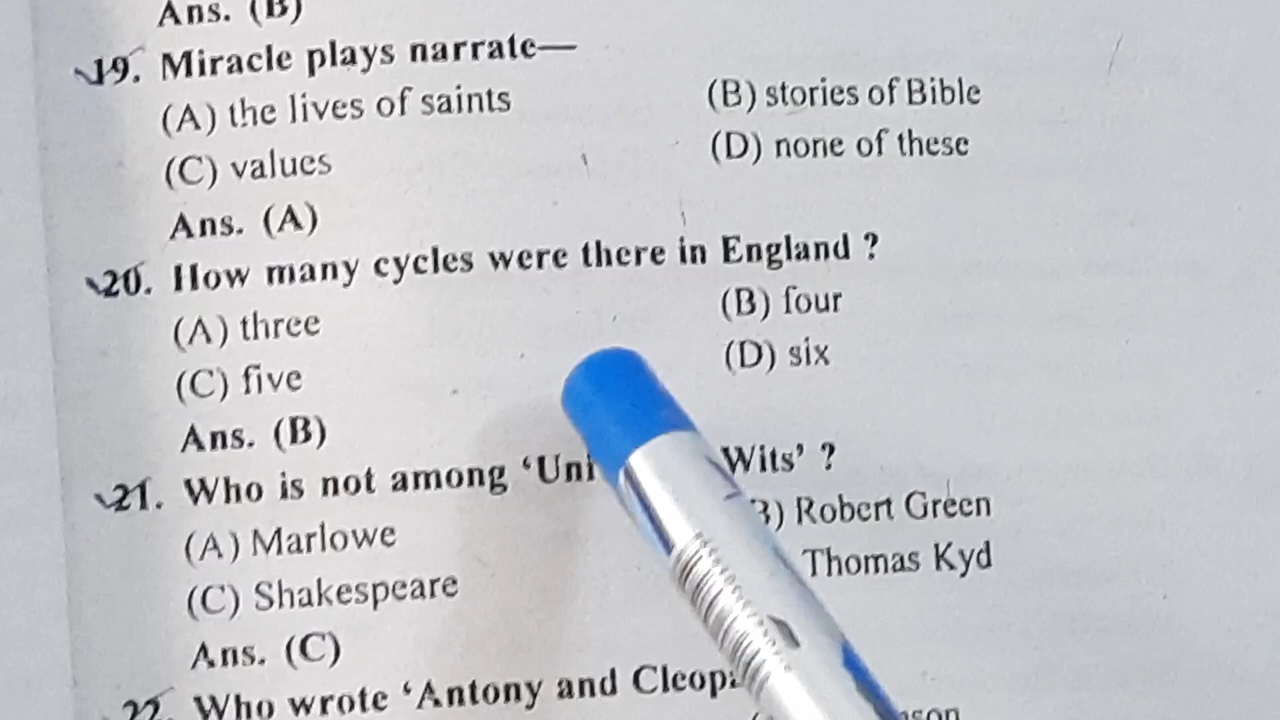 Ans. (B)
19. Miracle plays narrate—
(A) the lives of saints (B) stories of Bible
(C) values (D) none of these
Ans. (A)
20. How many cycles were there in England ?
(A) three (B) four
(C) five (D) six
Ans. (B)
21. Who is not among ‘Uni Wits’ ?
(A) Marlowe B) Robert Green
(C) Shakespeare Thomas Kyd
Ans. (C)
22. Who wrote ‘Antony and Cleop